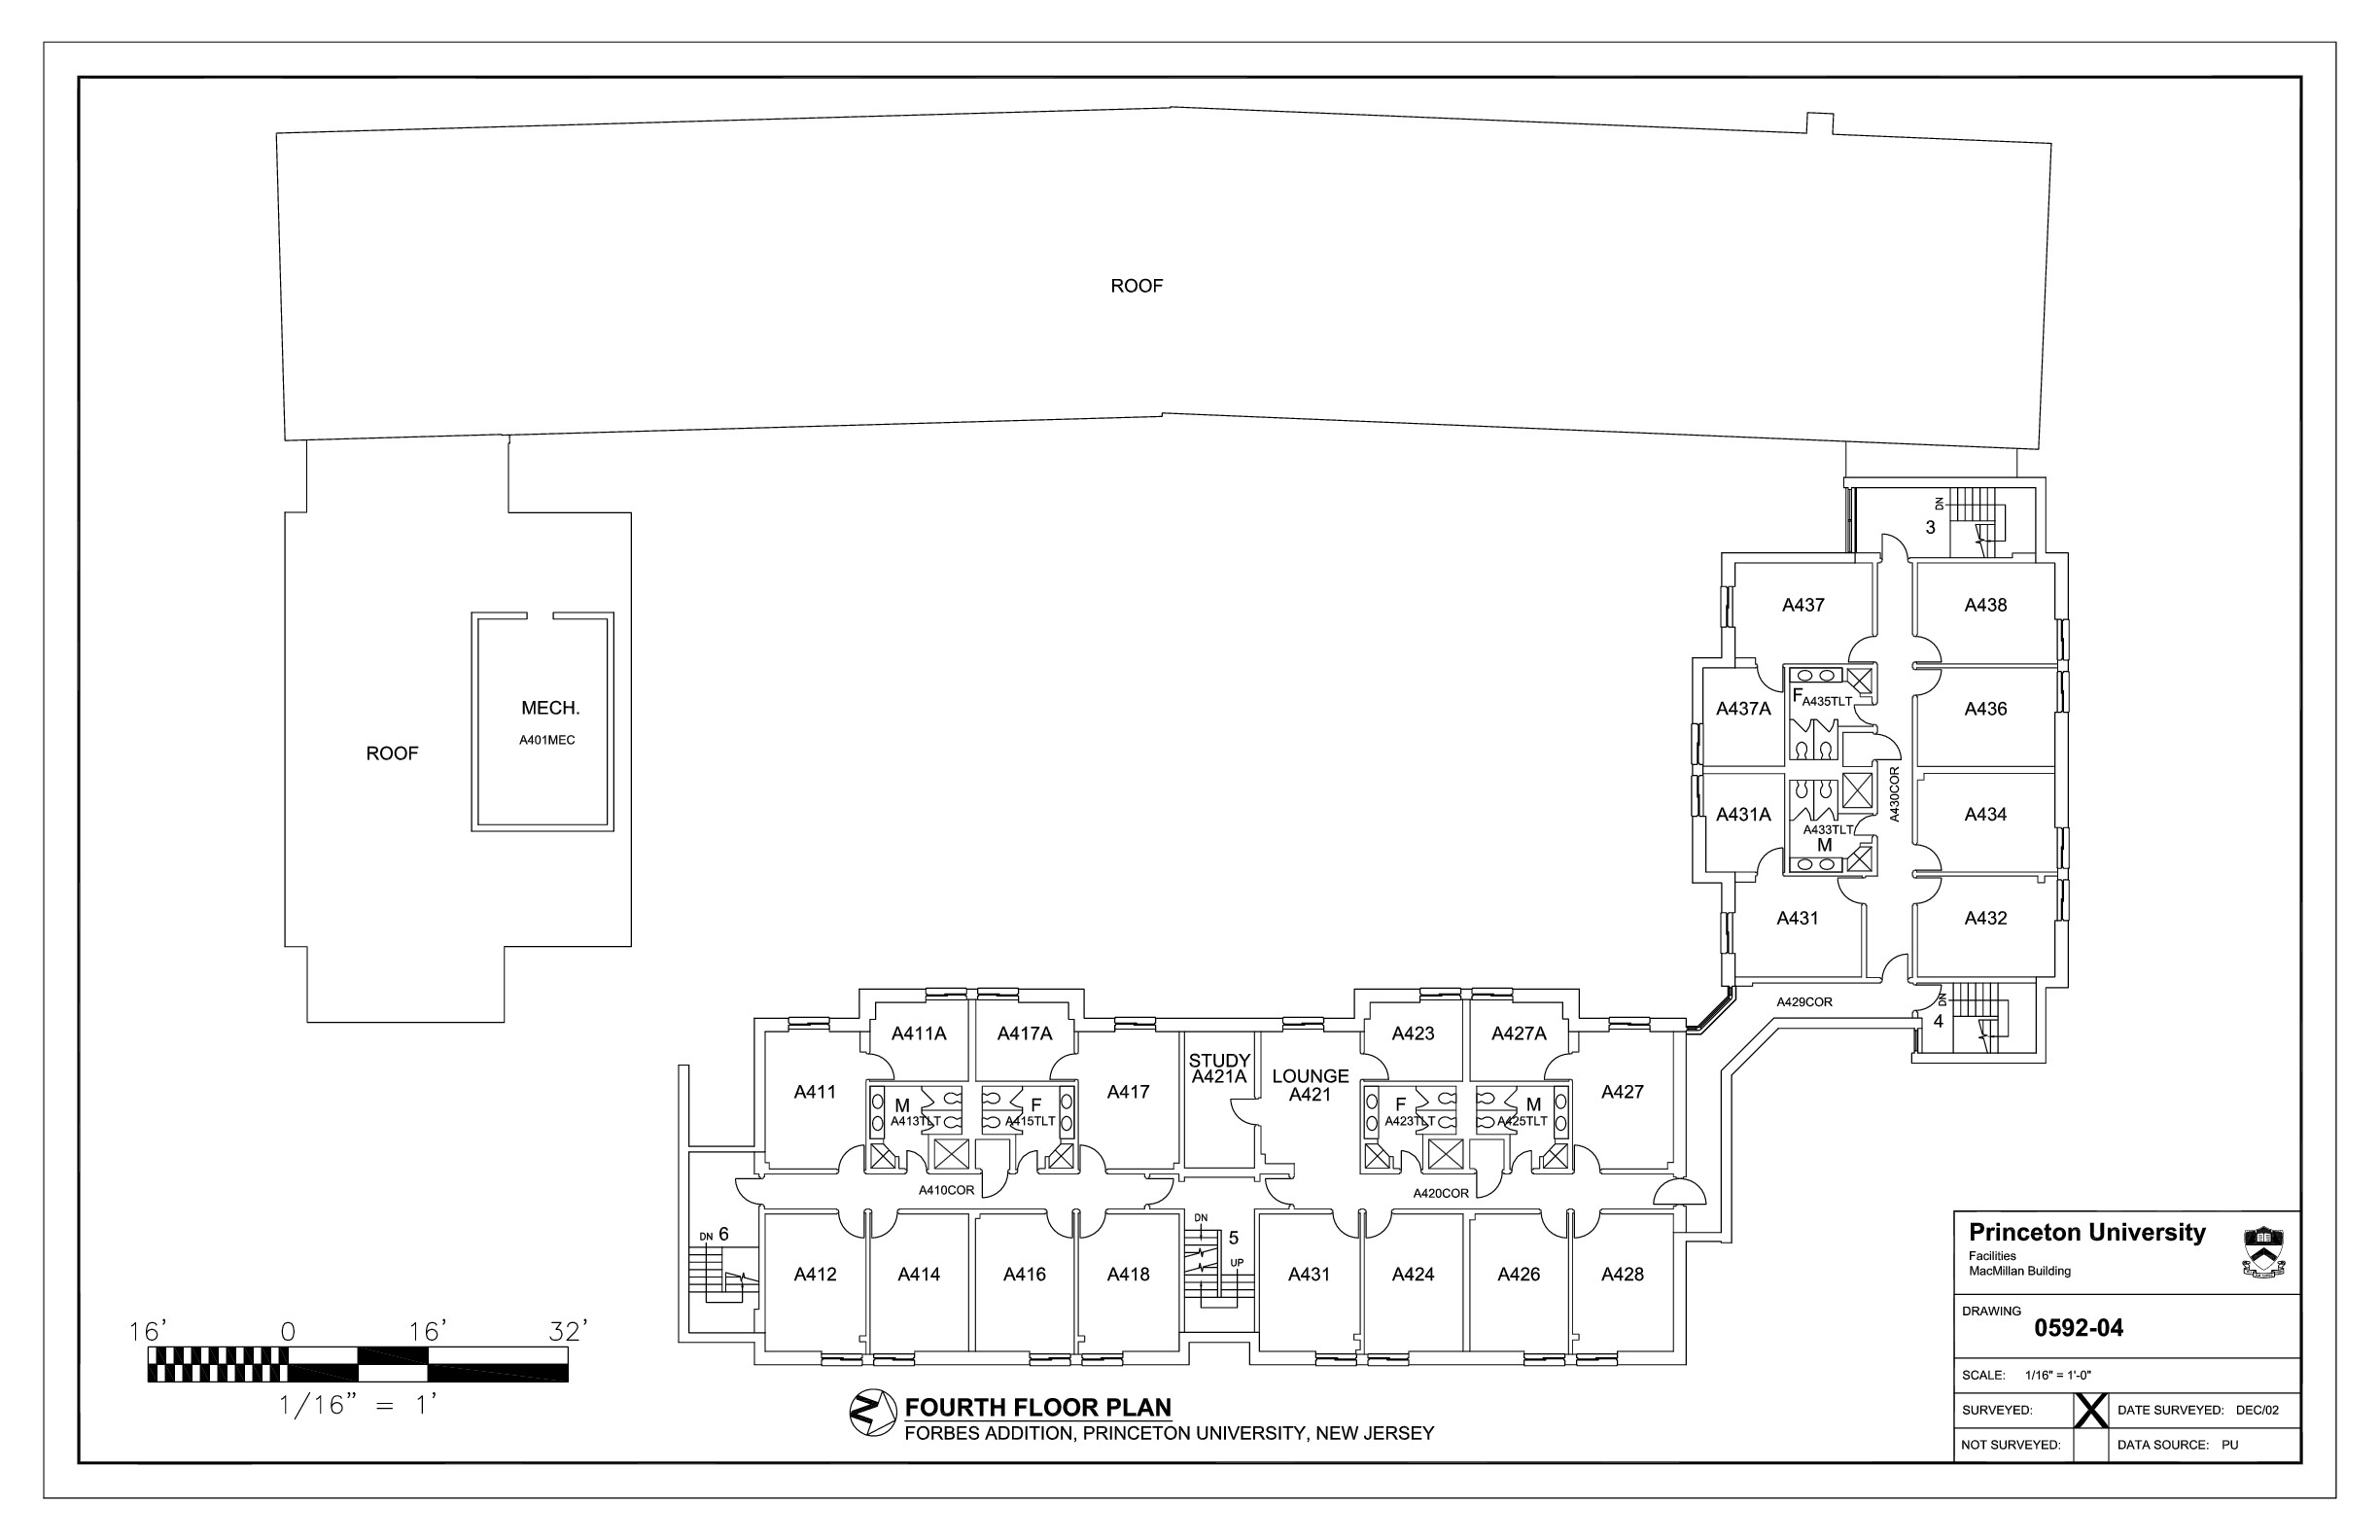 ROOF
DN
3
A437
A438
F
A435TLT
A437A
A436
MECH.
A401MEC
ROOF
A430COR
A431A
A433TLT
M
A434
A431
A432
A429COR
DN
4
A411A
A417A
A423
A427A
STUDY
A421A
LOUNGE
A421
A411
A417
A427
M
A413TLT
F
A415TLT
F
A423TLT
M
A425TLT
A410COR
A420COR
DN 6
DN
5
UP
A412
A414
A416
A418
A431
A424
A426
A428
16'
0
16'
32'
1/16" = 1'
N
FOURTH FLOOR PLAN
FORBES ADDITION, PRINCETON UNIVERSITY, NEW JERSEY
Princeton University
Facilities
MacMillan Building
DRAWING
0592-04
SCALE: 1/16" = 1'-0"
SURVEYED: X DATE SURVEYED: DEC/02
NOT SURVEYED: DATA SOURCE: PU